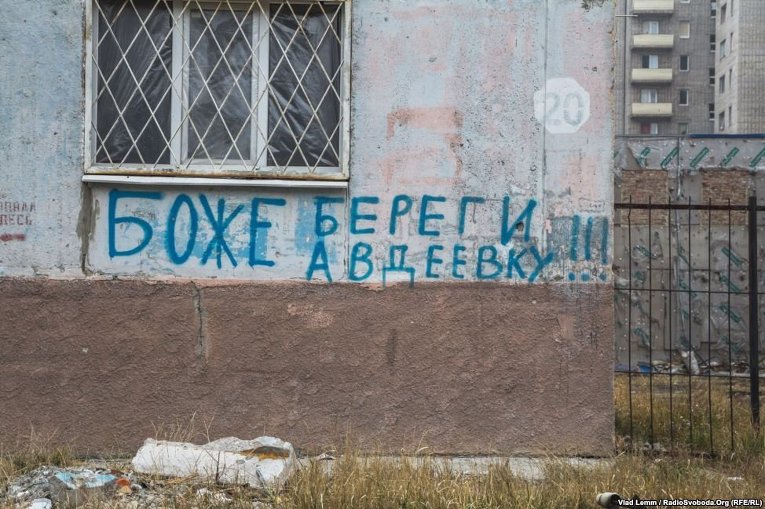 20
БОЖЕ БЕРЕГИ
АВДЕЕВКУ !!!
Vlad Lemm / RadioSvoboda.Org (RFE/RL)